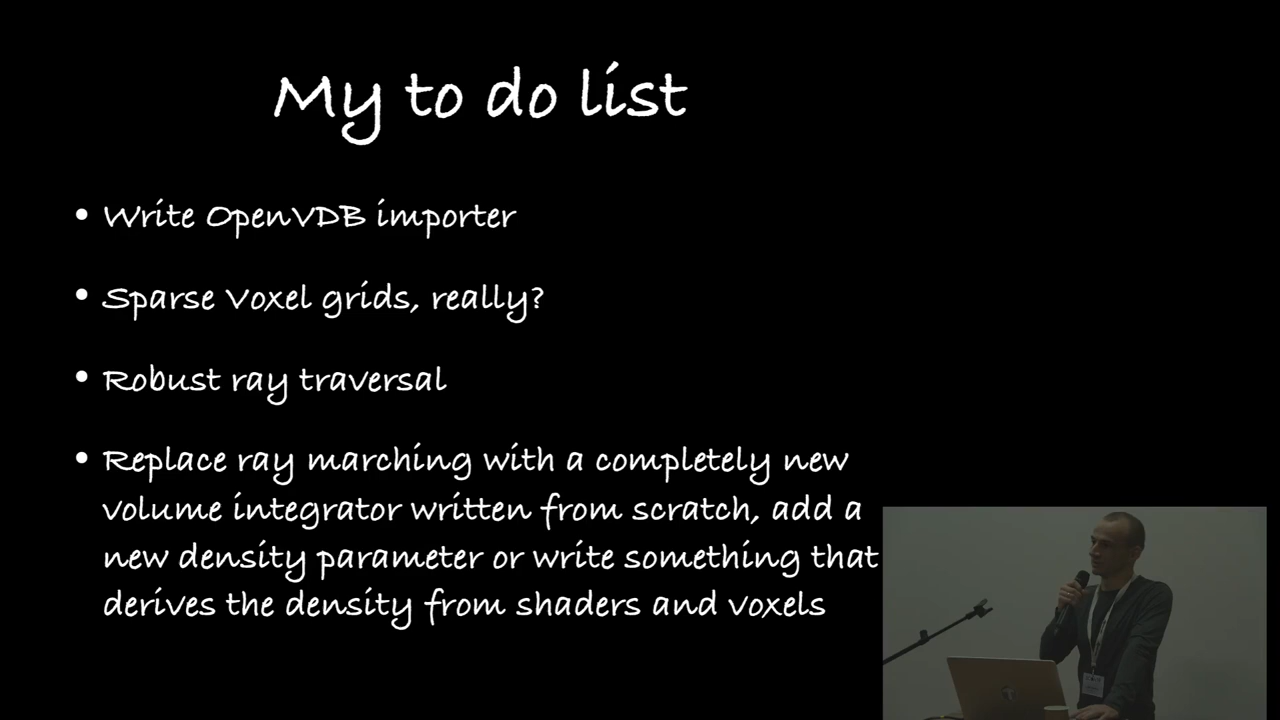 My to do list
• Write OpenVDB importer
• Sparse Voxel grids, really?
• Robust ray traversal
• Replace ray marching with a completely new
volume integrator written from scratch, add a
new density parameter or write something that
derives the density from shaders and voxels